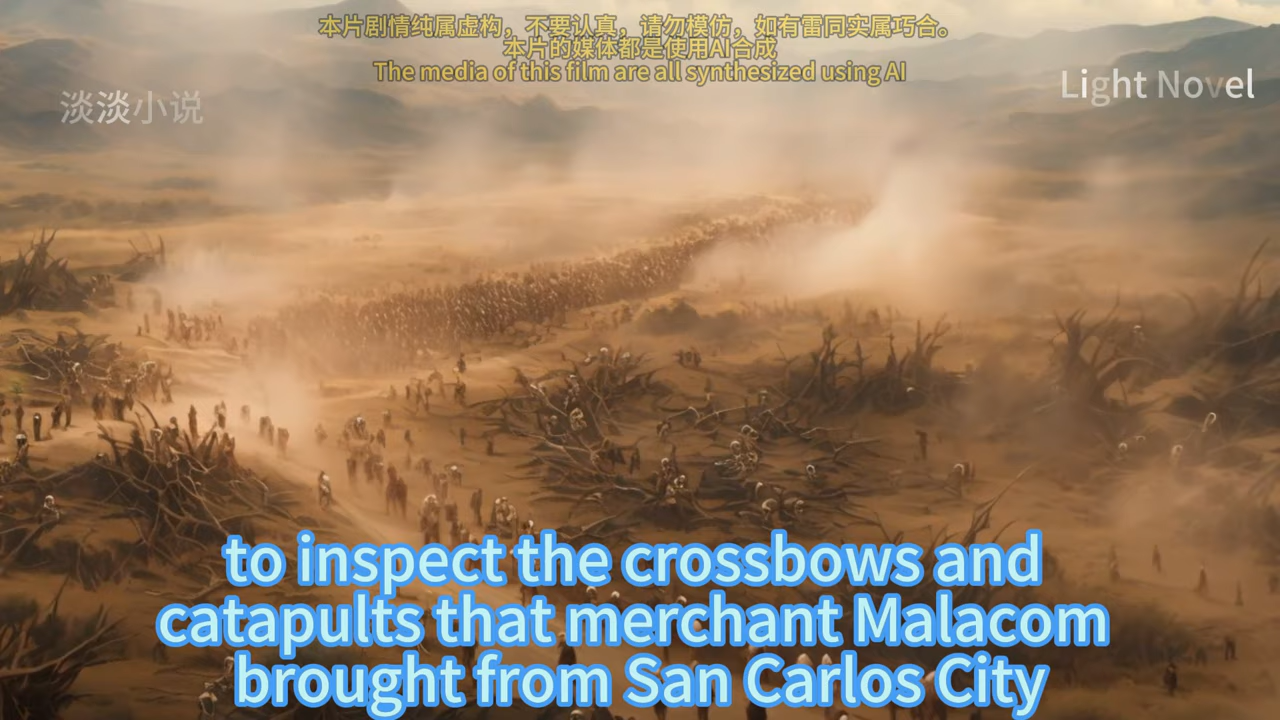 本片剧情纯属虚构，不要认真，请勿模仿，如有雷同实属巧合。
本片的媒体都是使用AI合成
The media of this film are all synthesized using AI
Light Novel
淡淡小说
to inspect the crossbows and
catapults that merchant Malacom
brought from San Carlos City